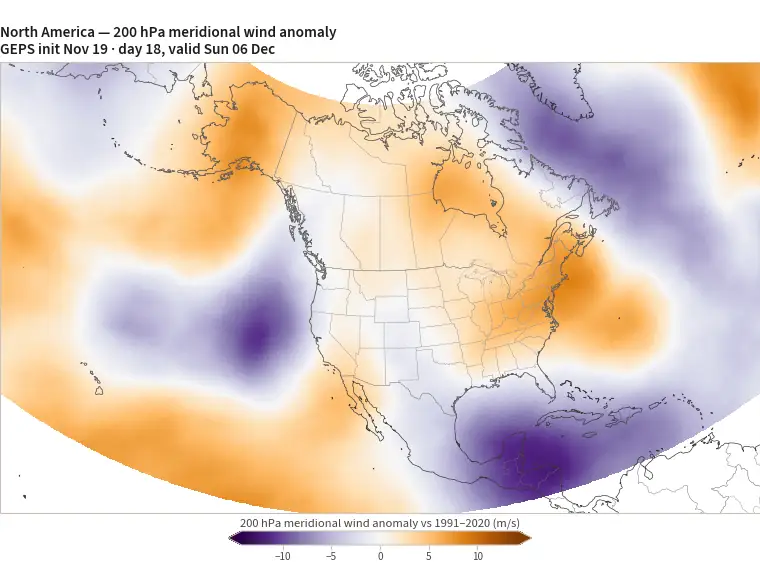 North America — 200 hPa meridional wind anomaly
GEPS init Nov 19 · day 18, valid Sun 06 Dec
200 hPa meridional wind anomaly vs 1991–2020 (m/s)
−10 −5 0 5 10